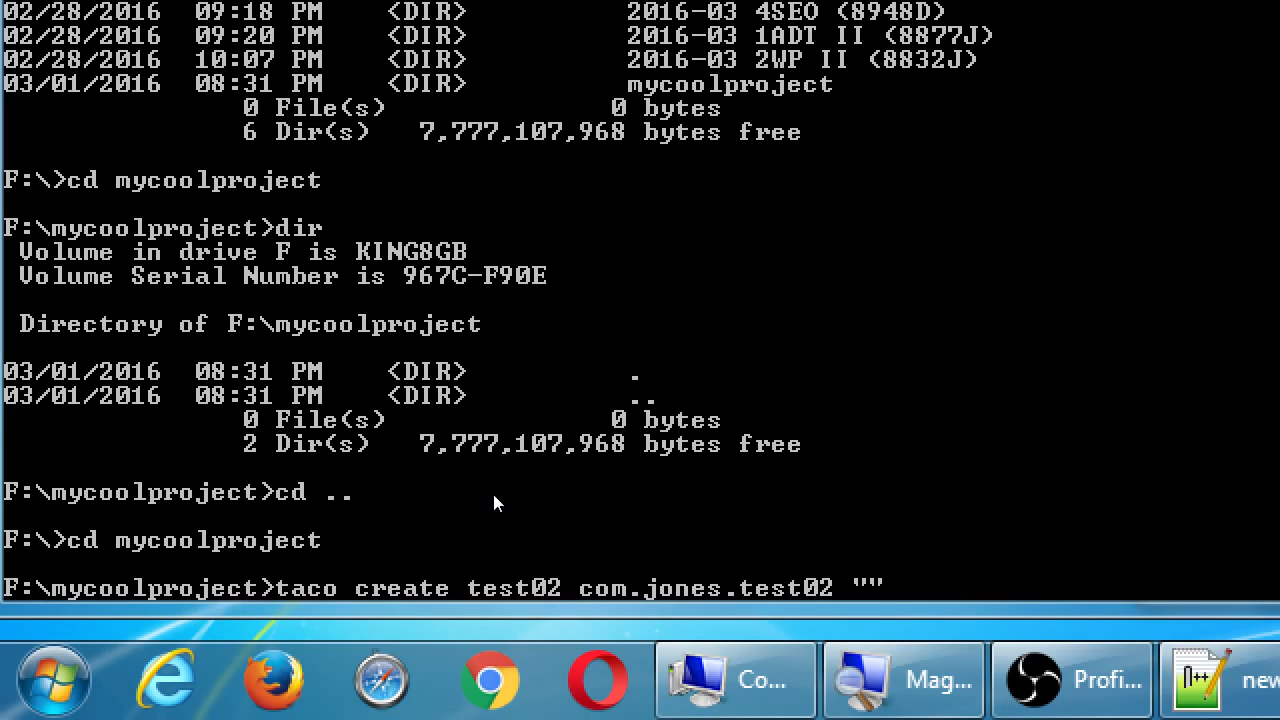 02/28/2016  09:18 PM    <DIR>          2016-03 4SEO (8948D)
02/28/2016  09:20 PM    <DIR>          2016-03 1ADT II (8877J)
02/28/2016  10:07 PM    <DIR>          2016-03 2WP II (8832J)
03/01/2016  08:31 PM    <DIR>          mycoolproject
               0 File(s)              0 bytes
               6 Dir(s)   7,777,107,968 bytes free
F:\>cd mycoolproject
F:\mycoolproject>dir
 Volume in drive F is KING8GB
 Volume Serial Number is 967C-F90E
 Directory of F:\mycoolproject
03/01/2016  08:31 PM    <DIR>          .
03/01/2016  08:31 PM    <DIR>          ..
               0 File(s)              0 bytes
               2 Dir(s)   7,777,107,968 bytes free
F:\mycoolproject>cd ..
F:\>cd mycoolproject
F:\mycoolproject>taco create test02 com.jones.test02 ""
Co... Mag... Profi... new